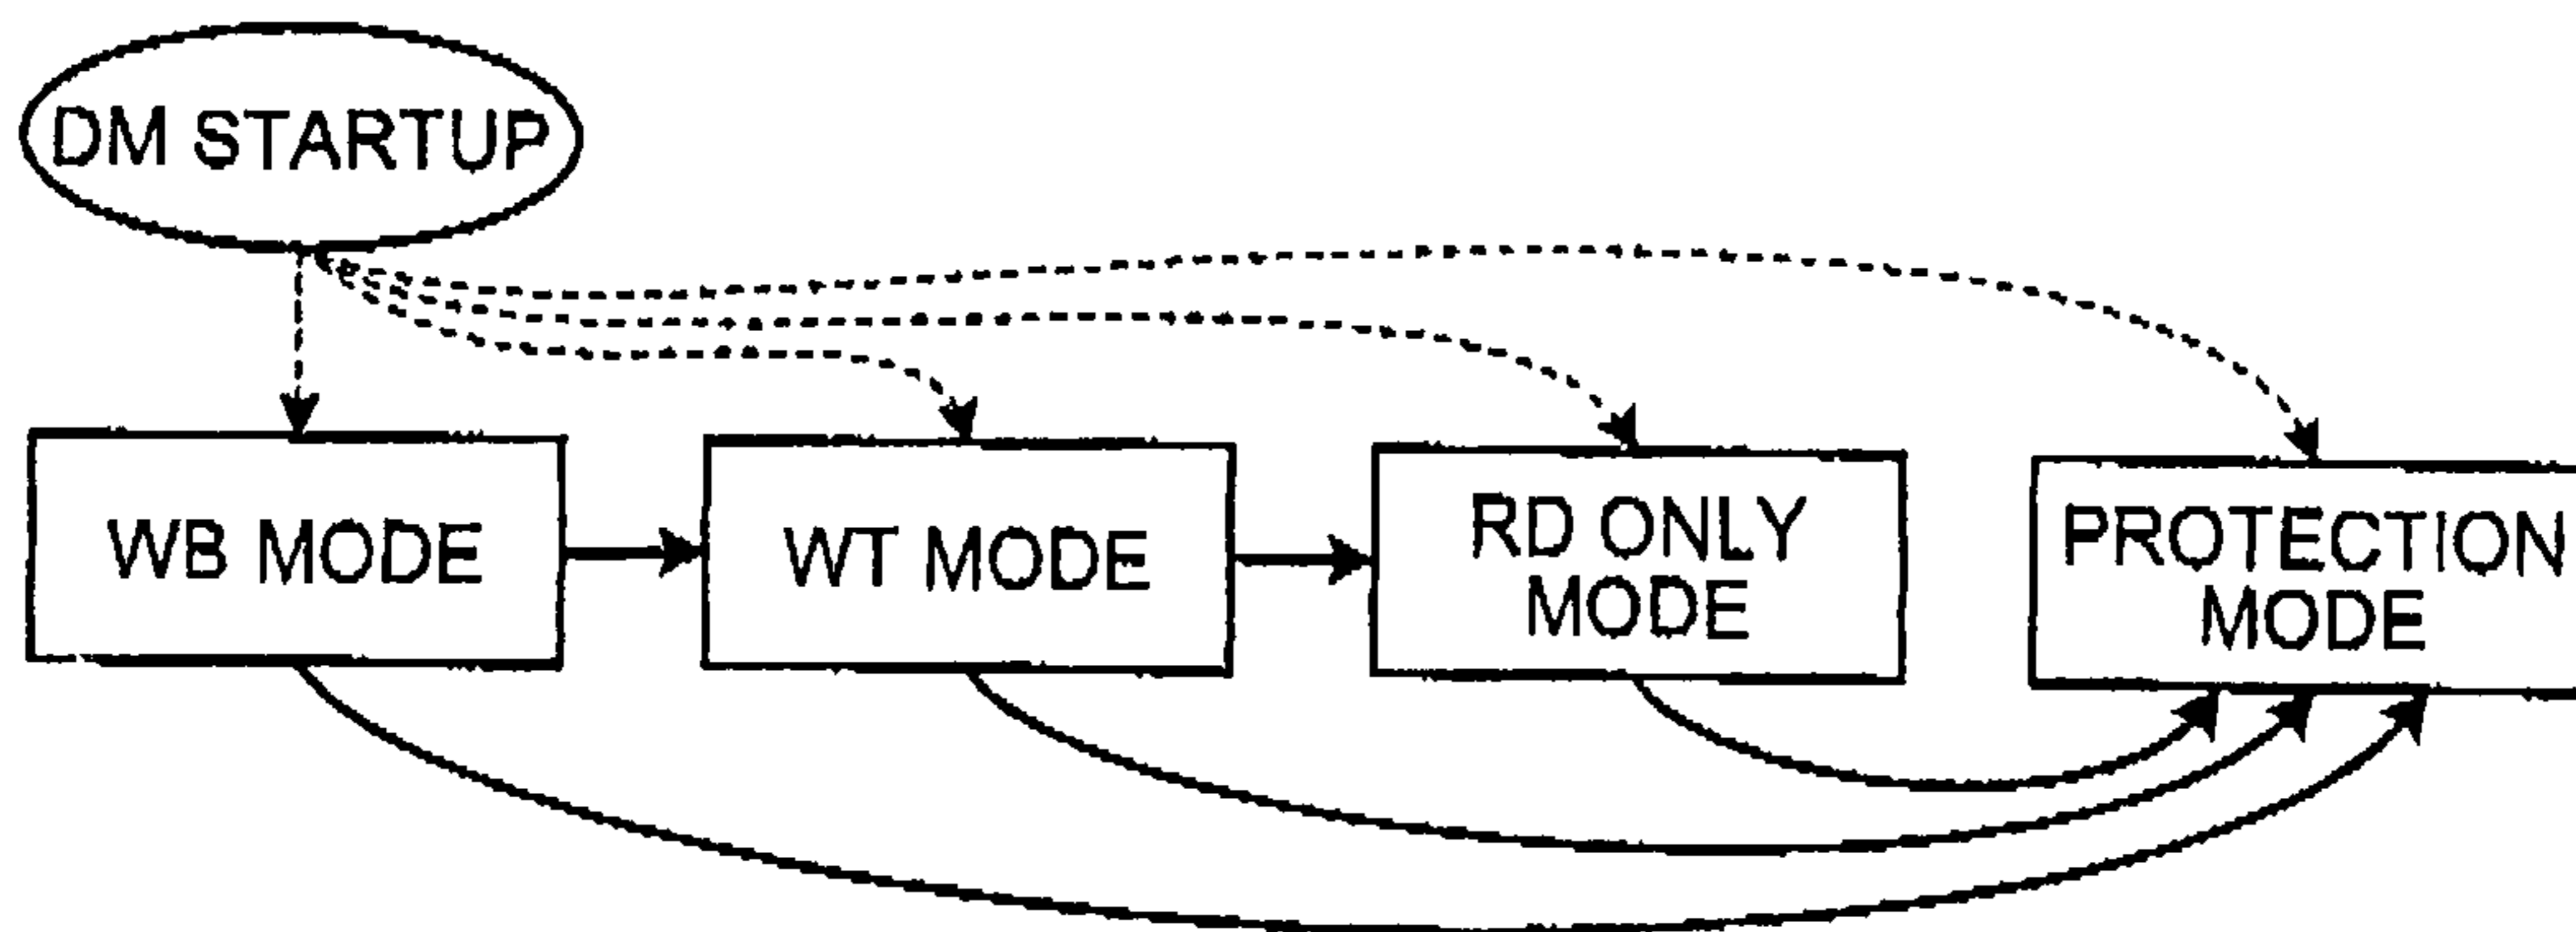 DM STARTUP
WB MODE
WT MODE
RD ONLY
MODE
PROTECTION
MODE